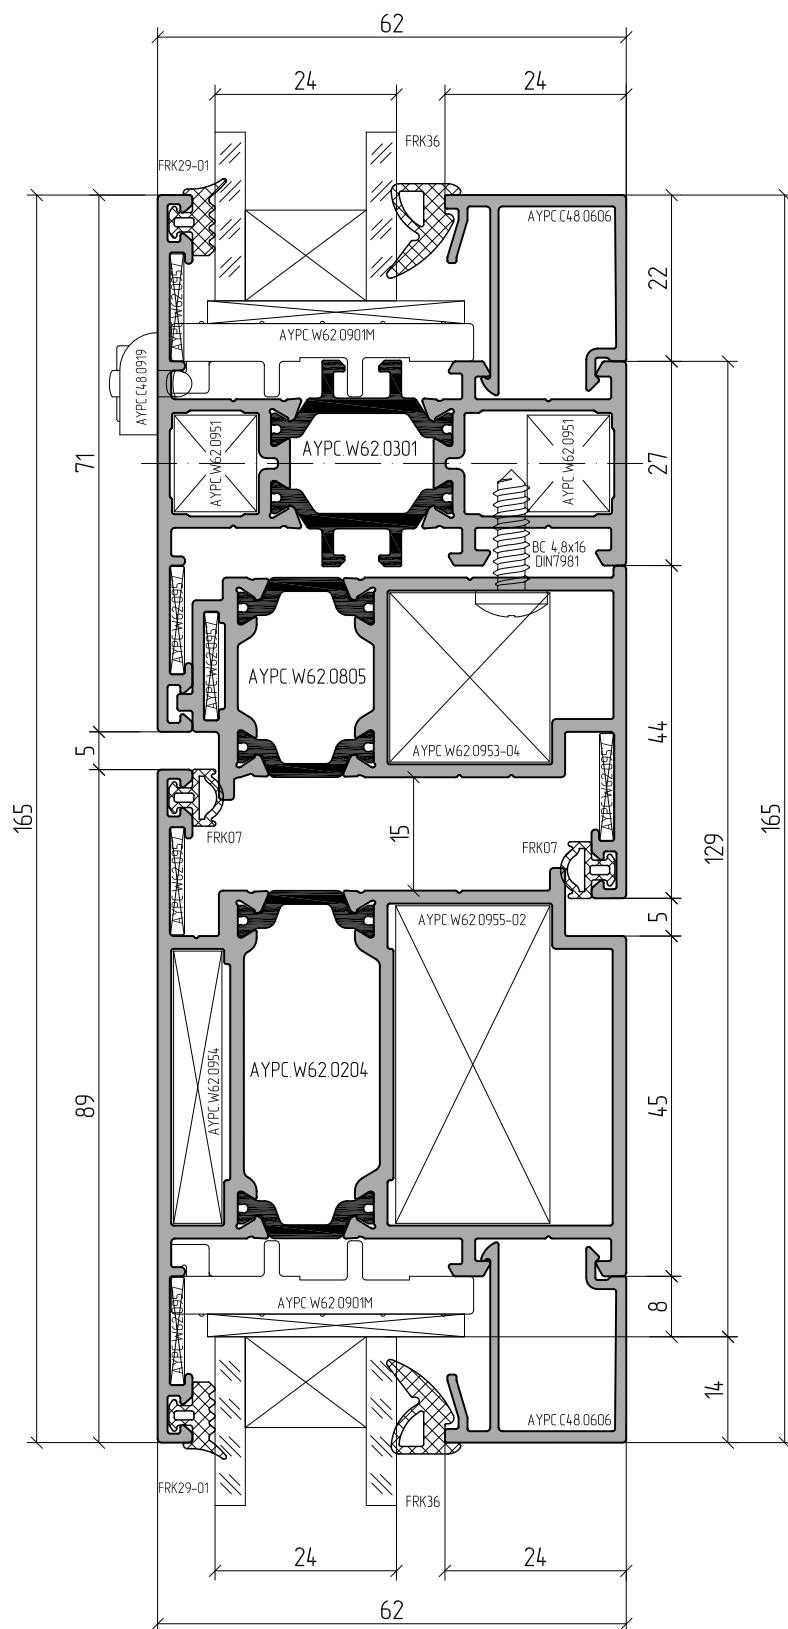 62
24
24
FRK36
FRK29-01
AYPC.C48.0606
AYPC.W62.0957
22
AYPC.W62.0901M
AYPC.C48.0919
AYPC.W62.0951
AYPC.W62.0301
AYPC.W62.0951
71
27
BC 4,8x16
DIN7981
AYPC.W62.0957
AYPC.W62.0957
AYPC.W62.0805
44
AYPC.W62.0953-04
5
AYPC.W62.0957
165
15
129
165
FRK07
FRK07
AYPC.W62.0957
AYPC.W62.0955-02
5
AYPC.W62.0954
AYPC.W62.0204
89
45
AYPC.W62.0957
AYPC.W62.0901M
8
14
AYPC.C48.0606
FRK29-01
FRK36
24
24
62